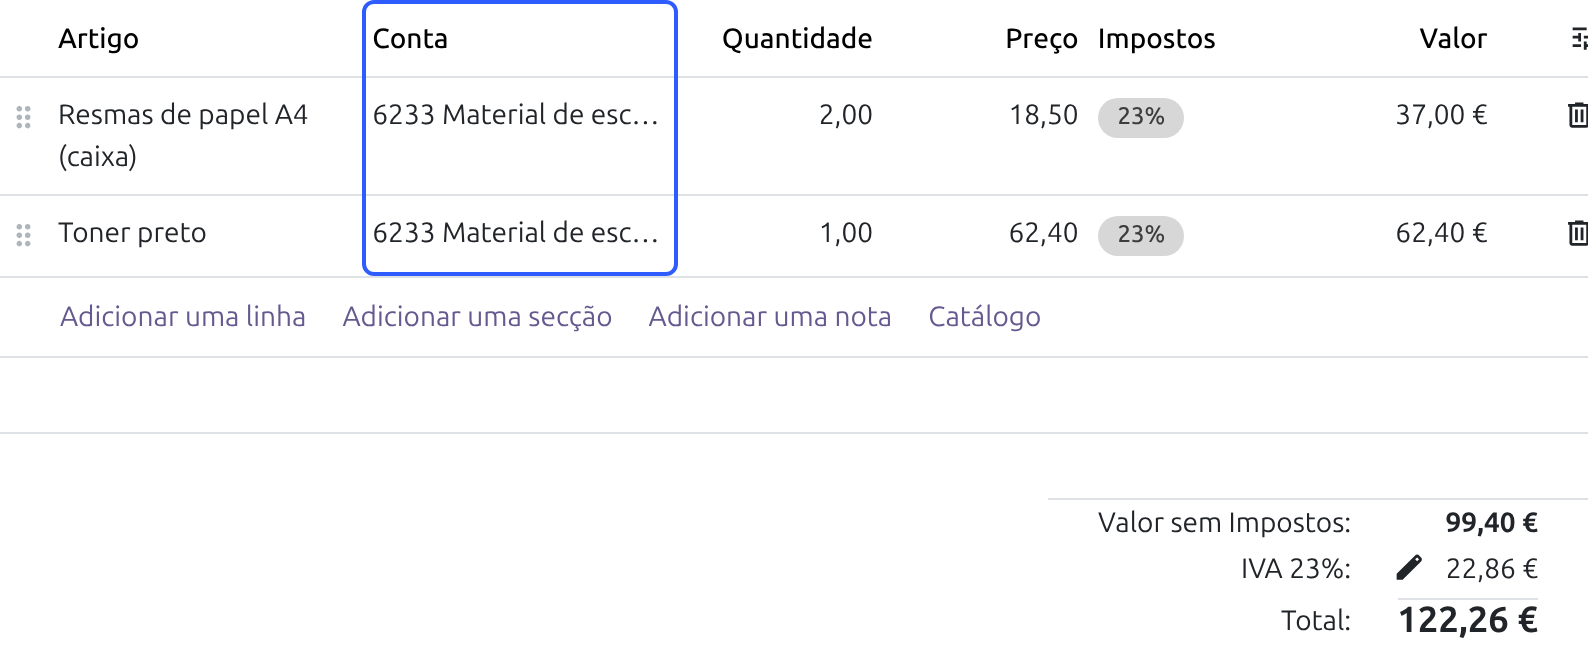 Artigo Conta Quantidade Preço Impostos Valor
Resmas de papel A4 6233 Material de esc... 2,00 18,50 23% 37,00 €
(caixa)
Toner preto 6233 Material de esc... 1,00 62,40 23% 62,40 €
Adicionar uma linha Adicionar uma secção Adicionar uma nota Catálogo
Valor sem Impostos: 99,40 €
IVA 23%: 22,86 €
Total: 122,26 €